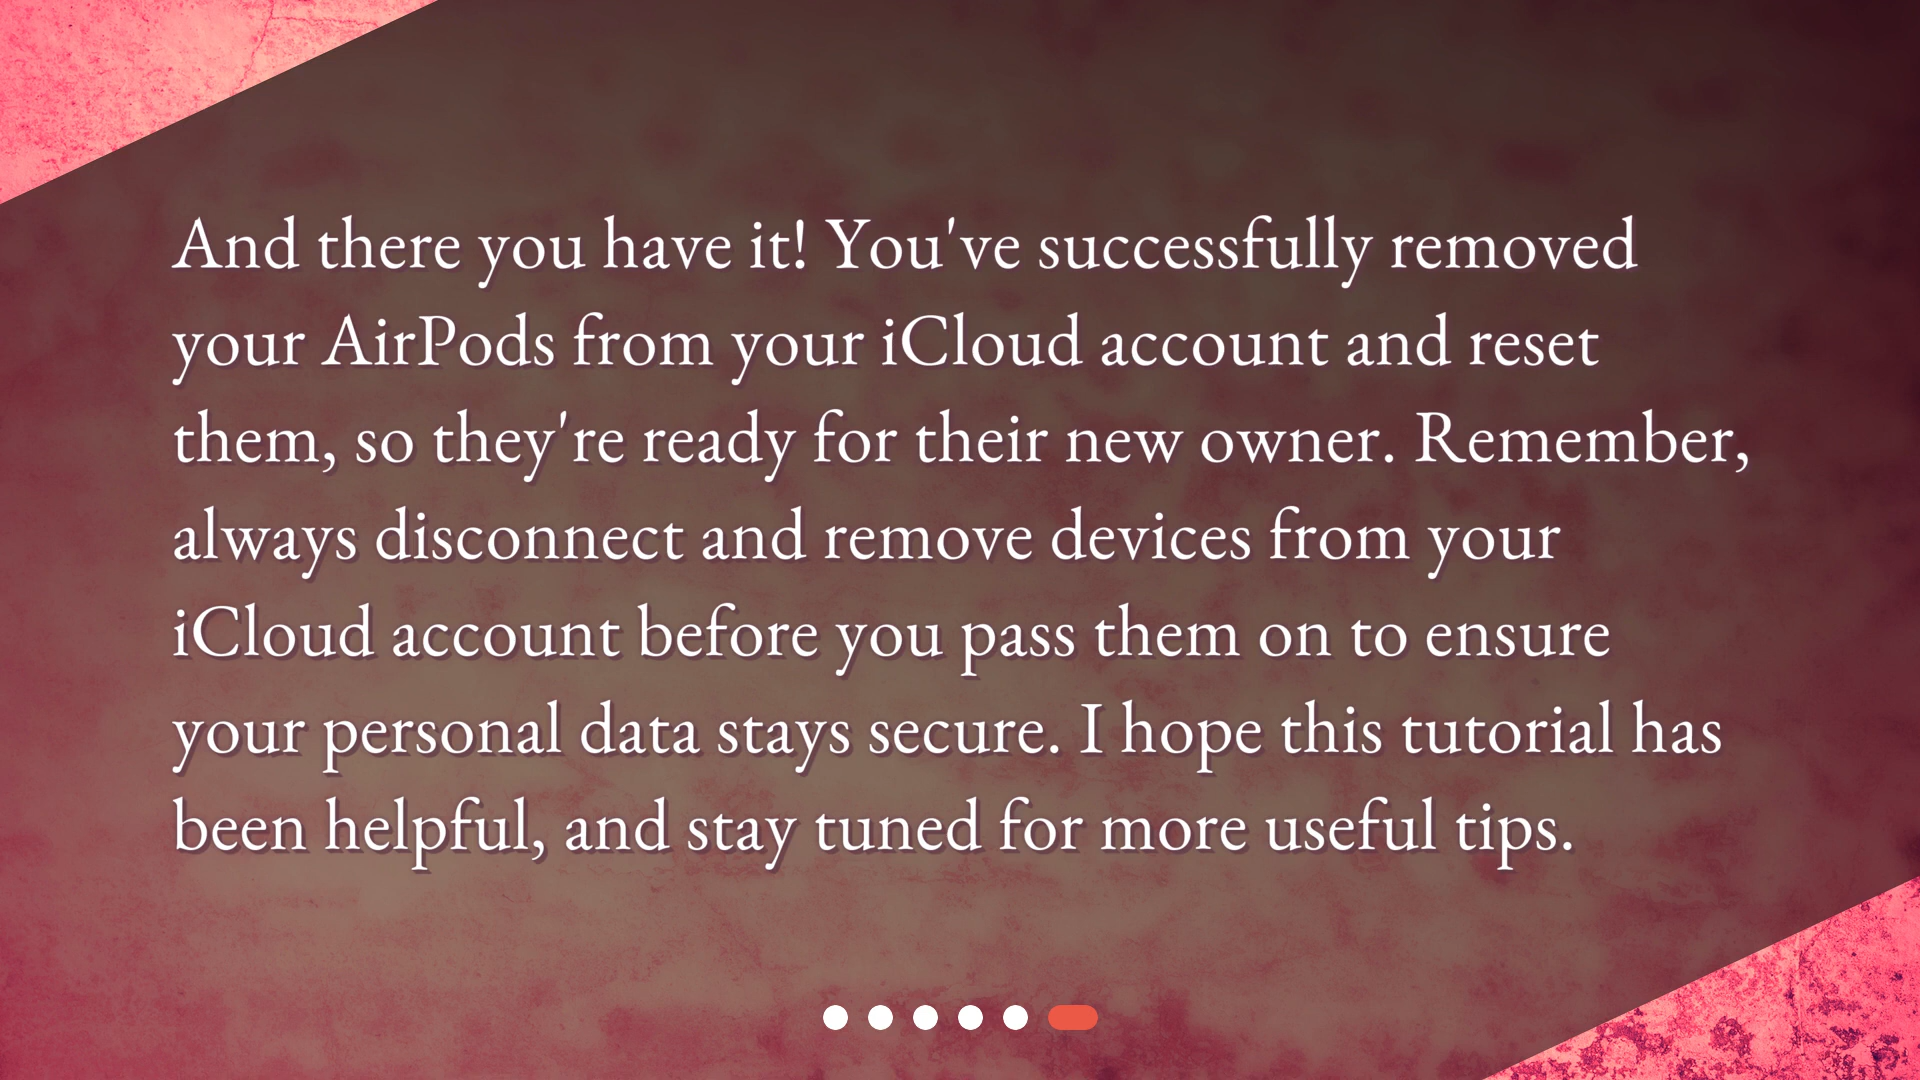 And there you have it! You've successfully removed
your AirPods from your iCloud account and reset
them, so they're ready for their new owner. Remember,
always disconnect and remove devices from your
iCloud account before you pass them on to ensure
your personal data stays secure. I hope this tutorial has
been helpful, and stay tuned for more useful tips.